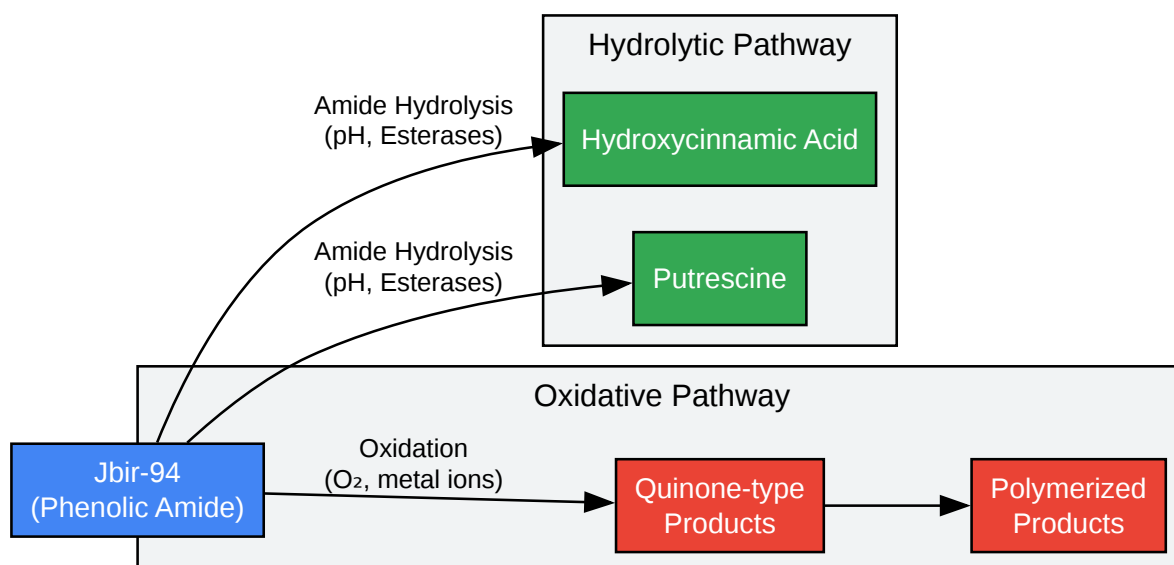 Hydrolytic Pathway
Amide Hydrolysis
(pH, Esterases)
Hydroxycinnamic Acid
Amide Hydrolysis
(pH, Esterases)
Putrescine
Oxidative Pathway
Jbir-94
(Phenolic Amide)
Oxidation
(O₂, metal ions)
Quinone-type
Products
Polymerized
Products